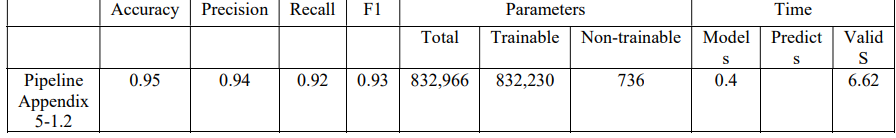 Accuracy Precision Recall F1 Parameters Time
Total Trainable Non-trainable Model s Predict s Valid S
Pipeline Appendix 5-1.2 0.95 0.94 0.92 0.93 832,966 832,230 736 0.4 6.62